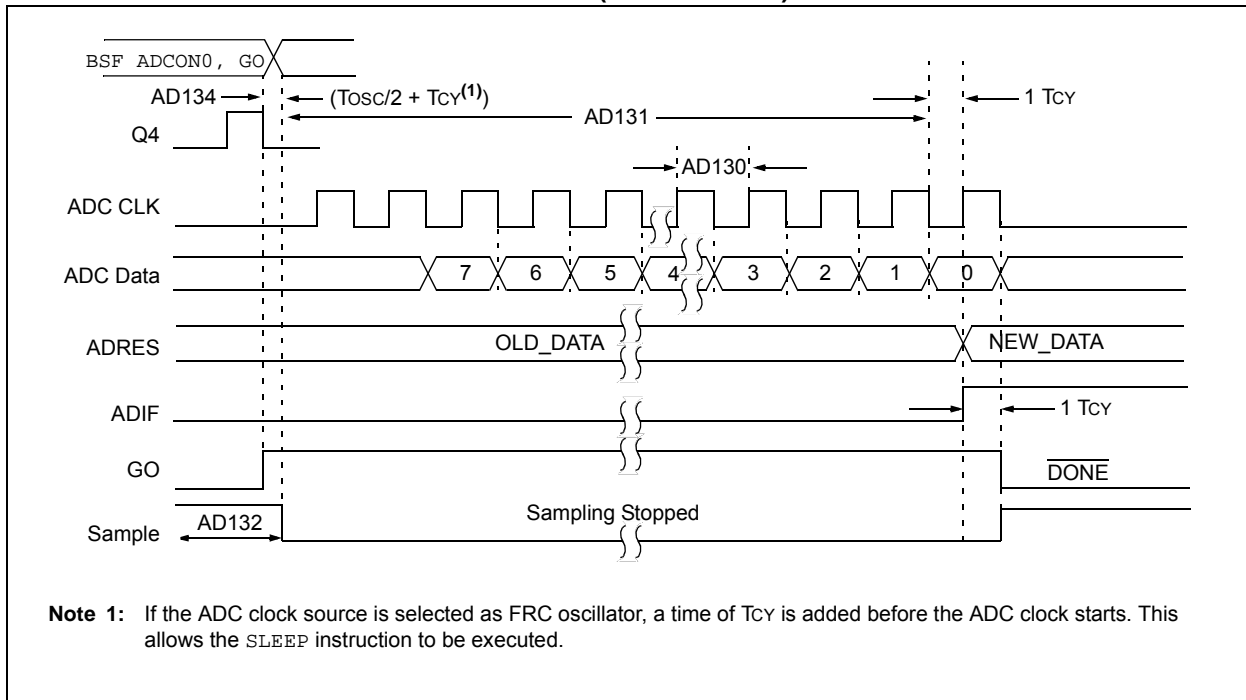 BSF ADCON0, GO
AD134 (TOSC/2 + TCY(1)) 1 TCY
AD131
Q4
AD130
ADC CLK
ADC Data 7 6 5 4 3 2 1 0
ADRES OLD_DATA NEW_DATA
ADIF 1 TCY
GO DONE
Sample AD132 Sampling Stopped
Note 1: If the ADC clock source is selected as FRC oscillator, a time of TCY is added before the ADC clock starts. This
allows the SLEEP instruction to be executed.